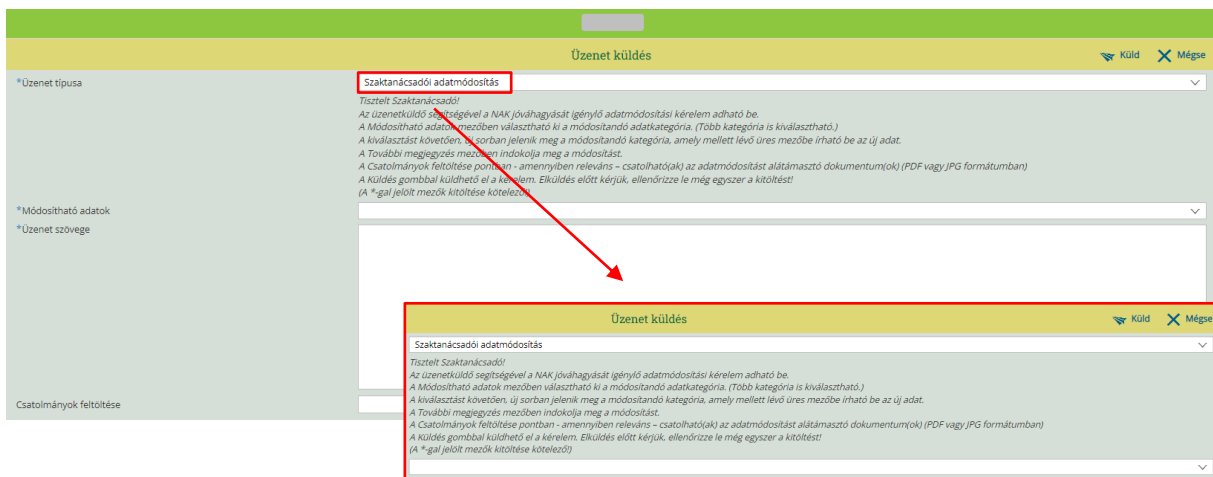 Üzenet küldés
Küld
Mégse
*Üzenet típusa
Szaktanácsadói adatmódosítás
Tisztelt Szaktanácsadó!
Az üzenetküldő segítségével a NAK jóváhagyását igénylő adatmódosítási kérelem adható be.
A Módosítható adatok mezőben választható ki a módosítandó adatkategória. (Több kategória is kiválasztható.)
A kiválasztást követően, új sorban jelenik meg a módosítandó kategória, amely mellett lévő üres mezőbe írható be az új adat.
A További megjegyzés mezőben indokolja meg a módosítást.
A Csatolmányok feltöltése pontban - amennyiben releváns – csatolható(ak) az adatmódosítást alátámasztó dokumentum(ok) (PDF vagy JPG formátumban)
A Küldés gombbal küldhető el a kérelem. Elküldés előtt kérjük, ellenőrizze le még egyszer a kitöltést!
(A *-gal jelölt mezők kitöltése kötelező!)
*Módosítható adatok
*Üzenet szövege
Csatolmányok feltöltése
Üzenet küldés
Küld
Mégse
Szaktanácsadói adatmódosítás
Tisztelt Szaktanácsadó!
Az üzenetküldő segítségével a NAK jóváhagyását igénylő adatmódosítási kérelem adható be.
A Módosítható adatok mezőben választható ki a módosítandó adatkategória. (Több kategória is kiválasztható.)
A kiválasztást követően, új sorban jelenik meg a módosítandó kategória, amely mellett lévő üres mezőbe írható be az új adat.
A További megjegyzés mezőben indokolja meg a módosítást.
A Csatolmányok feltöltése pontban - amennyiben releváns – csatolható(ak) az adatmódosítást alátámasztó dokumentum(ok) (PDF vagy JPG formátumban)
A Küldés gombbal küldhető el a kérelem. Elküldés előtt kérjük, ellenőrizze le még egyszer a kitöltést!
(A *-gal jelölt mezők kitöltése kötelező!)